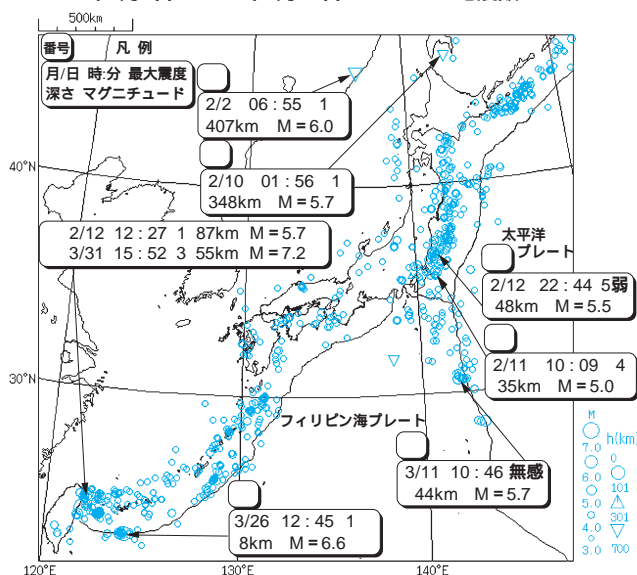 500km
番号 凡 例
月/日 時:分 最大震度
深さ マグニチュード
2/2 06:55 1
407km M=6.0
2/10 01:56 1
348km M=5.7
2/12 12:27 1 87km M=5.7
3/31 15:52 3 55km M=7.2
太平洋
プレート
2/12 22:44 5弱
48km M=5.5
2/11 10:09 4
35km M=5.0
フィリピン海プレート
3/11 10:46 無感
44km M=5.7
3/26 12:45 1
8km M=6.6
40°N
30°N
120°E
130°E
140°E
M
7.0
6.0
5.0
4.0
3.0
h(km)
0
101
301
700